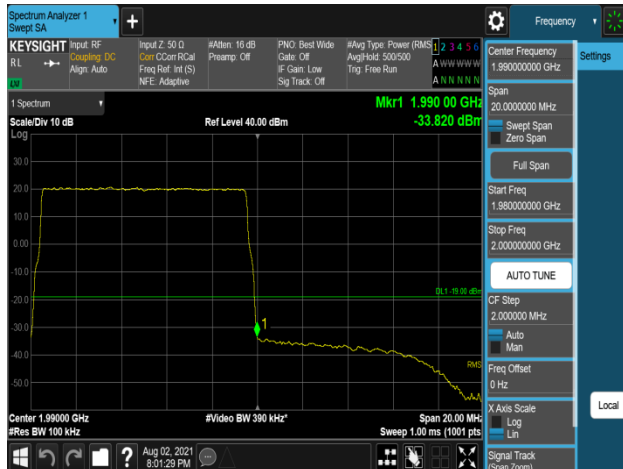 Spectrum Analyzer 1
Swept SA
Frequency
KEYSIGHT
Input: RF
Input Z: 50 Ω
#Atten: 16 dB
PNO: Best Wide
#Avg Type: Power (RMS
1 2 3 4 5 6
RL
Coupling: DC
Corr CCorr RCal
Preamp: Off
Gate: Off
Avg|Hold: 500/500
A WWWWW
Align: Auto
Freq Ref: Int (S)
IF Gain: Low
Trig: Free Run
NFE: Adaptive
Sig Track: Off
A N N N N N
1 Spectrum
Scale/Div 10 dB
Ref Level 40.00 dBm
Mkr1 1.990 00 GHz
-33.820 dBm
Log
30.0
20.0
10.0
0.00
-10.0
-20.0
-30.0
-40.0
-50.0
DL1 -19.00 dBm
1
RMS
Center 1.99000 GHz
#Video BW 390 kHz*
Span 20.00 MHz
#Res BW 100 kHz
Sweep 1.00 ms (1001 pts
Aug 02, 2021
8:01:29 PM
Center Frequency
1.990000000 GHz
Settings
Span
20.0000000 MHz
Swept Span
Zero Span
Full Span
Start Freq
1.980000000 GHz
Stop Freq
2.000000000 GHz
AUTO TUNE
CF Step
2.000000 MHz
Auto
Man
Freq Offset
0 Hz
X Axis Scale
Log
Lin
Local
Signal Track
(Span Zoom)